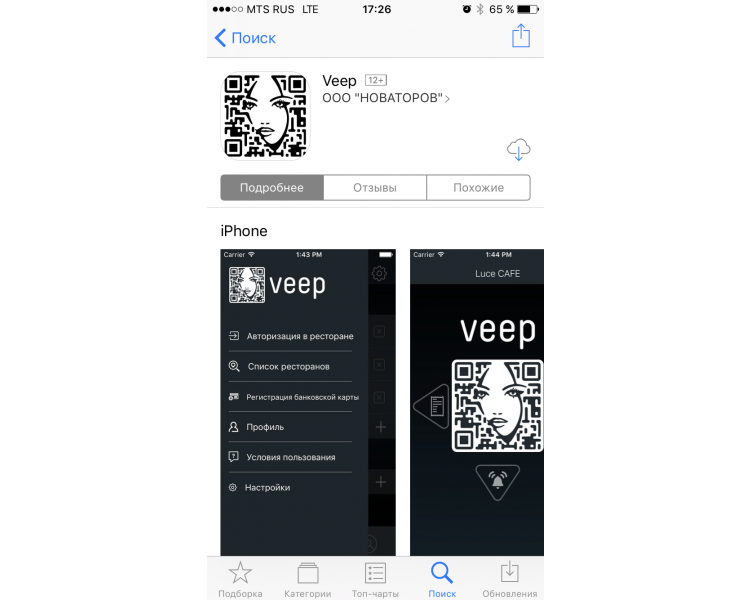 MTS RUS LTE 17:26 65 %
Поиск
Veep 12+
ООО "НОВАТОРОВ"
Подробнее Отзывы Похожие
iPhone
Carrier 1:43 PM
veep
Авторизация в ресторане
Список ресторанов
Регистрация банковской карты
Профиль
Условия пользования
Настройки
Carrier 1:44 PM
Luce CAFE
veep
Подборка Категории Топ-чарты Поиск Обновления